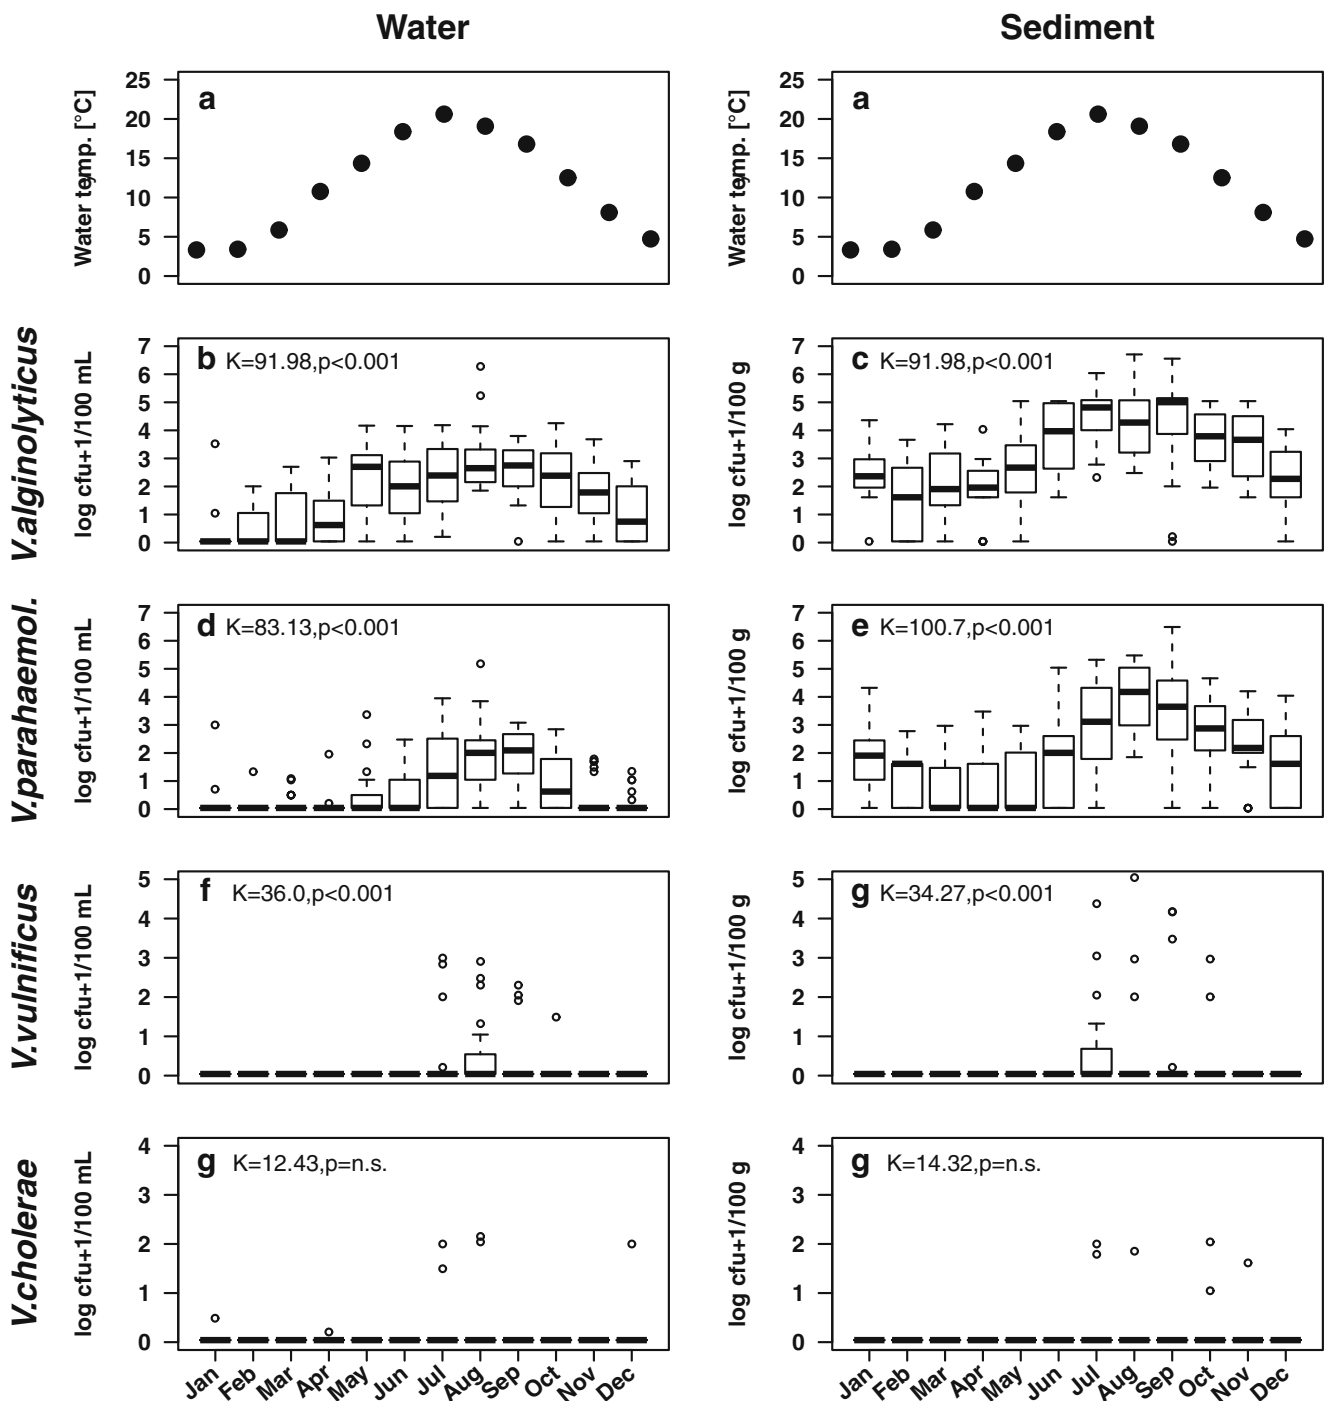 Water Sediment
Water temp. [°C] 25 20 15 10 5 0 a
Water temp. [°C] 25 20 15 10 5 0 a
V.alginolyticus log cfu+1/100 mL 7 6 5 4 3 2 1 0 b K=91.98,p<0.001
log cfu+1/100 g 7 6 5 4 3 2 1 0 c K=91.98,p<0.001
V.parahaemol. log cfu+1/100 mL 7 6 5 4 3 2 1 0 d K=83.13,p<0.001
log cfu+1/100 g 7 6 5 4 3 2 1 0 e K=100.7,p<0.001
V.vulnificus log cfu+1/100 mL 5 4 3 2 1 0 f K=36.0,p<0.001
log cfu+1/100 g 5 4 3 2 1 0 g K=34.27,p<0.001
V.cholerae log cfu+1/100 mL 4 3 2 1 0 g K=12.43,p=n.s.
log cfu+1/100 g 4 3 2 1 0 g K=14.32,p=n.s.
Jan Feb Mar Apr May Jun Jul Aug Sep Oct Nov Dec
Jan Feb Mar Apr May Jun Jul Aug Sep Oct Nov Dec